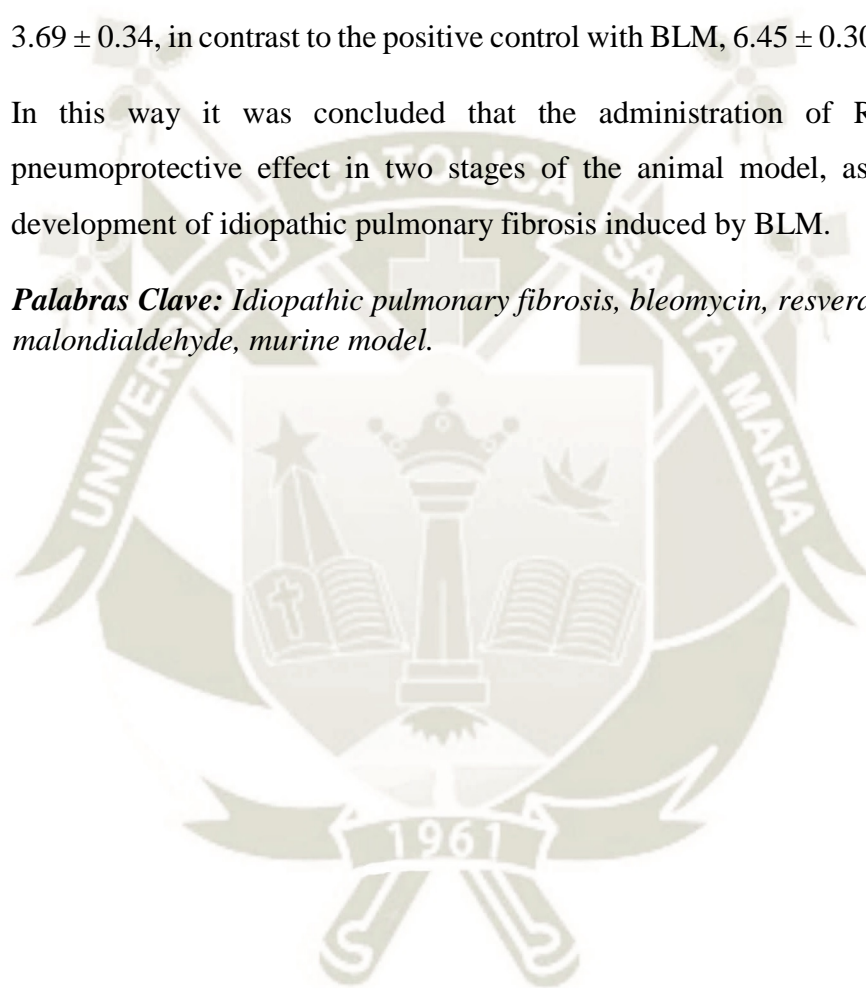 3.69 ± 0.34, in contrast to the positive control with BLM, 6.45 ± 0.30
In this way it was concluded that the administration of R
pneumoprotective effect in two stages of the animal model, as
development of idiopathic pulmonary fibrosis induced by BLM.
Palabras Clave: Idiopathic pulmonary fibrosis, bleomycin,
malondialdehyde, murine model.
UNIVERSIDAD CATOLICA SANTA MARIA
1961